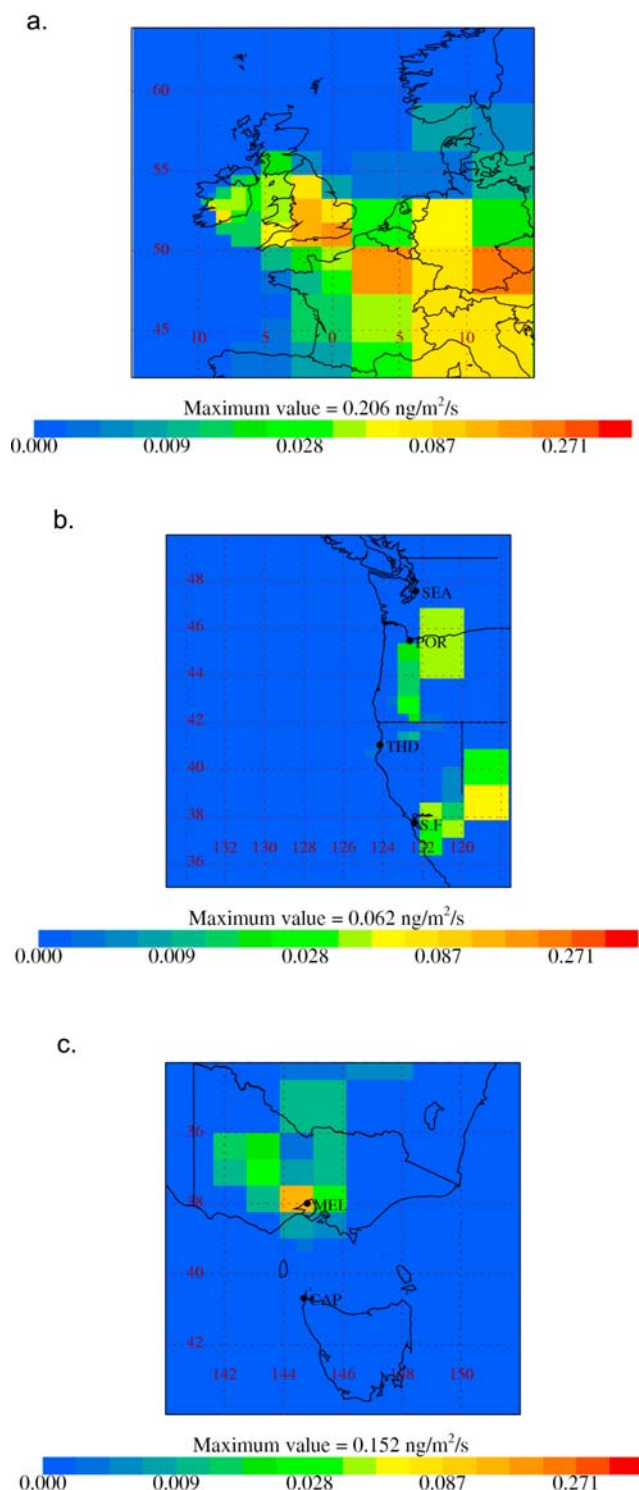 a.
60
55
50
45
10 5 0 5 10
Maximum value = 0.206 ng/m²/s
0.000 0.009 0.028 0.087 0.271
b.
48
SEA
46
POR
44
42
THD
40
38
S.F
36
132 130 128 126 124 122 120
Maximum value = 0.062 ng/m²/s
0.000 0.009 0.028 0.087 0.271
c.
36
38
MEL
40
CAP
42
142 144 146 148 150
Maximum value = 0.152 ng/m²/s
0.000 0.009 0.028 0.087 0.271